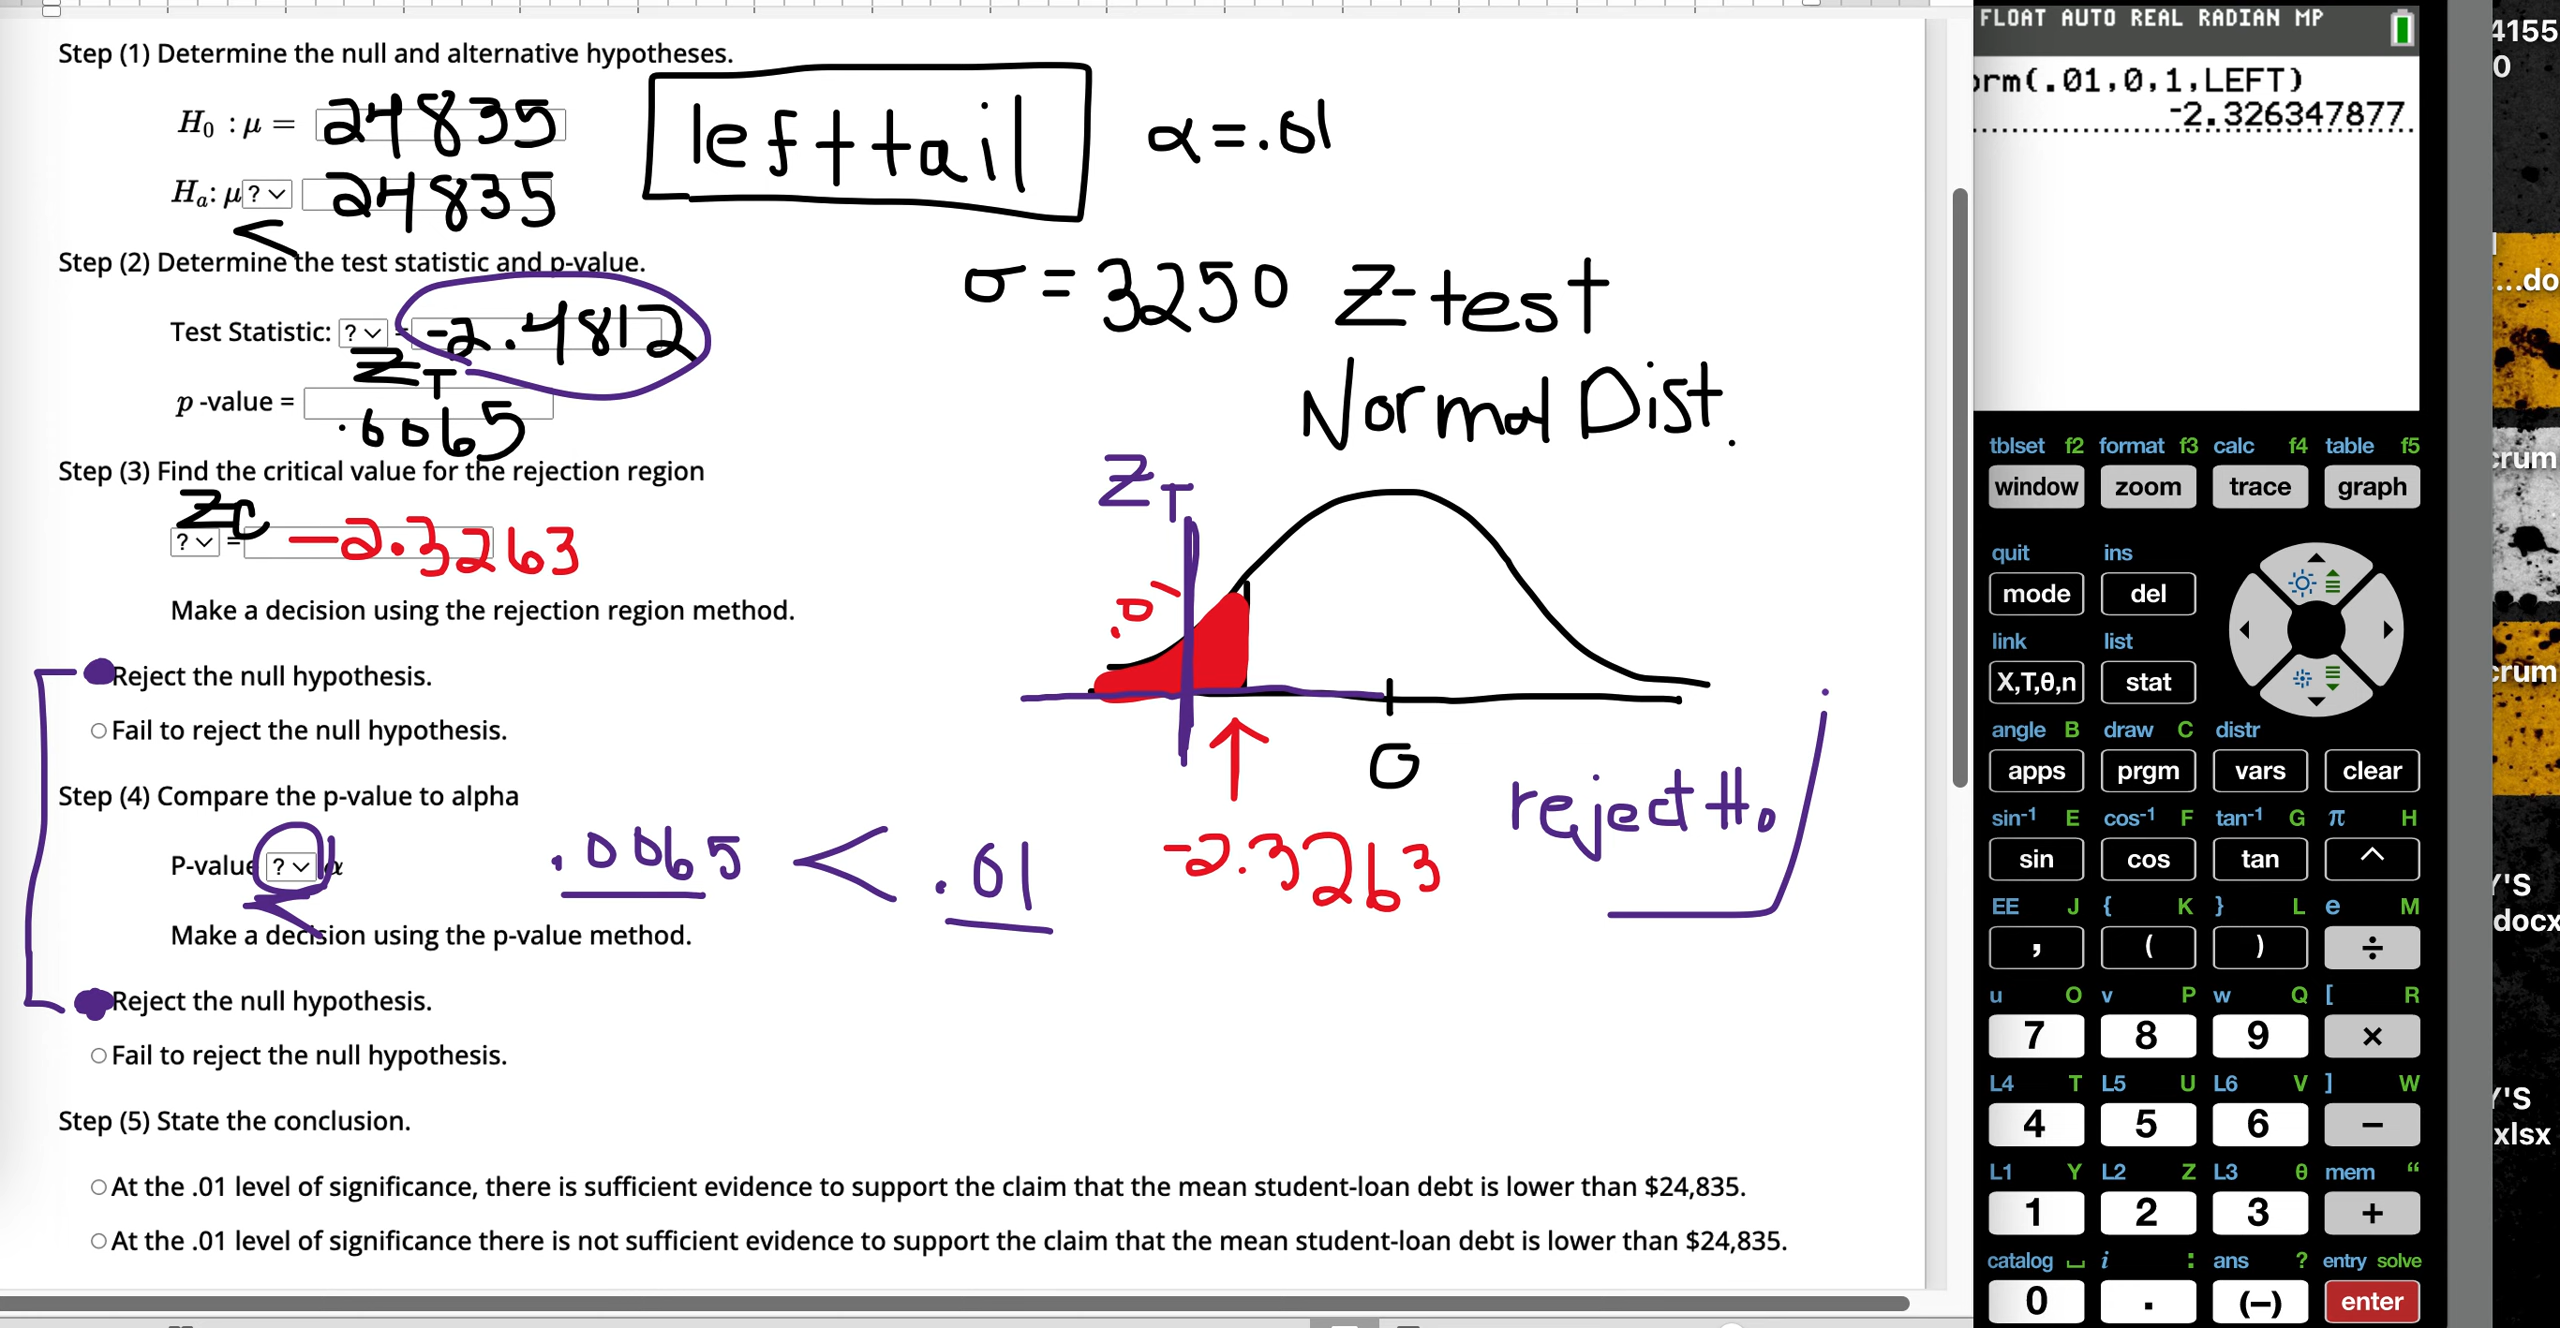 Step (1) Determine the null and alternative hypotheses.
H0 : μ = 24835
left tail
α = .01
Ha: μ ? 24835
<
Step (2) Determine the test statistic and p-value.
σ = 3250 Z-test
Normal Dist.
Test Statistic: ? = -2.4812
ZT
p -value =
.0065
Step (3) Find the critical value for the rejection region
ZC
? = -2.3263
Make a decision using the rejection region method.
Reject the null hypothesis.
Fail to reject the null hypothesis.
Step (4) Compare the p-value to alpha
P-value ? α
<
.0065 < .01
Make a decision using the p-value method.
Reject the null hypothesis.
Fail to reject the null hypothesis.
Step (5) State the conclusion.
At the .01 level of significance, there is sufficient evidence to support the claim that the mean student-loan debt is lower than $24,835.
At the .01 level of significance there is not sufficient evidence to support the claim that the mean student-loan debt is lower than $24,835.
ZT
.01
0
-2.3263
reject H0
FLOAT AUTO REAL RADIAN MP
orm(.01,0,1,LEFT)
-2.326347877
tblset f2 format f3 calc f4 table f5
window zoom trace graph
quit ins
mode del
link list
X,T,θ,n stat
angle B draw C distr
apps prgm vars clear
sin-1 E cos-1 F tan-1 G π H
sin cos tan ^
EE J { K } L e M
, ( ) ÷
u O v P w Q [ R
7 8 9 ×
L4 T L5 U L6 V ] W
4 5 6 −
L1 Y L2 Z L3 θ mem “
1 2 3 +
catalog ⎵ i : ans ? entry solve
0 . (−) enter
4155
0
...do
crum
crum
Y'S
docx
Y'S
xlsx